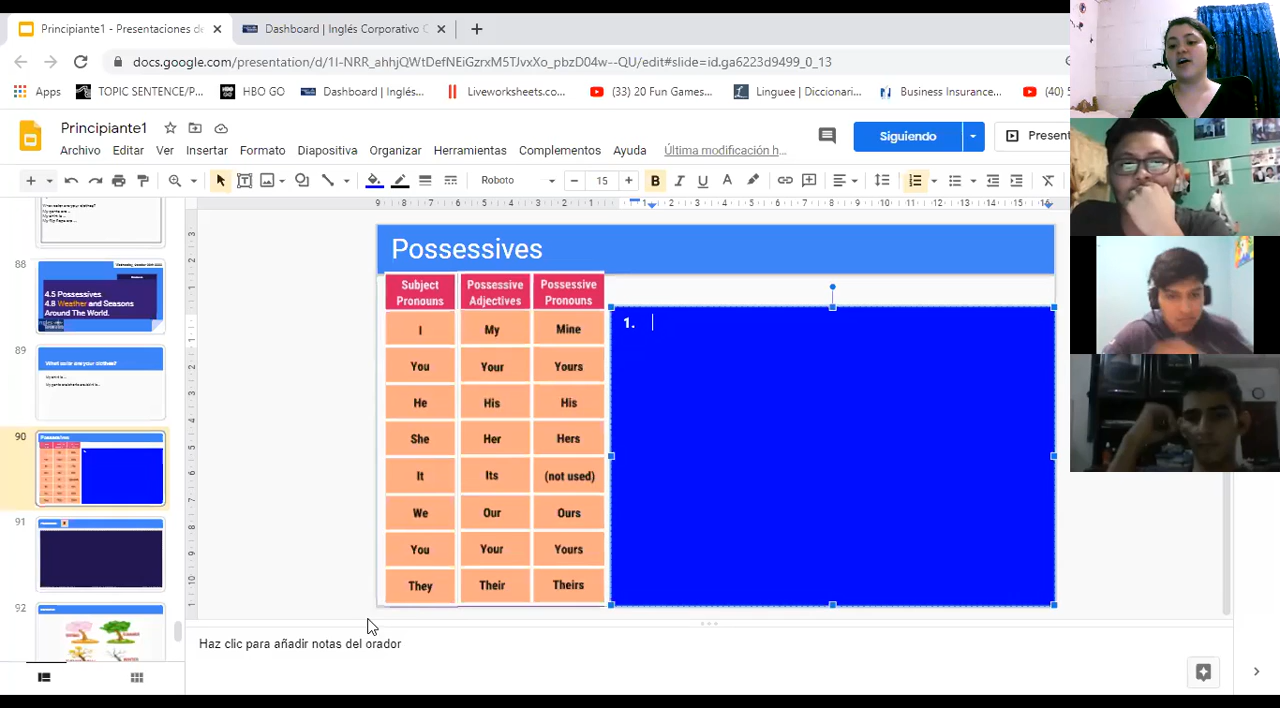 Principiante1 - Presentaciones de
Dashboard | Inglés Corporativo
docs.google.com/presentation/d/1I-NRR_ahhjQWtDefNEiGZrcM5TJvxXo_pbzD04w--QU/edit#slide=id.ga6223d9499_0_13
Apps TOPIC SENTENCE/P... HBO GO Dashboard | Inglés... Liveworksheets.co... (33) 20 Fun Games... Linguee | Diccionari... Business Insurance... (40)
Principiante1
Siguiendo
Present
Archivo Editar Ver Insertar Formato Diapositiva Organizar Herramientas Complementos Ayuda Última modificación h...
Roboto 15
88
4.5 Possessives
4.8 Weather and Seasons
Around The World.
89
What color are your clothes?
90
91
92
Possessives
Subject Pronouns Possessive Adjectives Possessive Pronouns
I My Mine
You Your Yours
He His His
She Her Hers
It Its (not used)
We Our Ours
You Your Yours
They Their Theirs
1.
Haz clic para añadir notas del orador